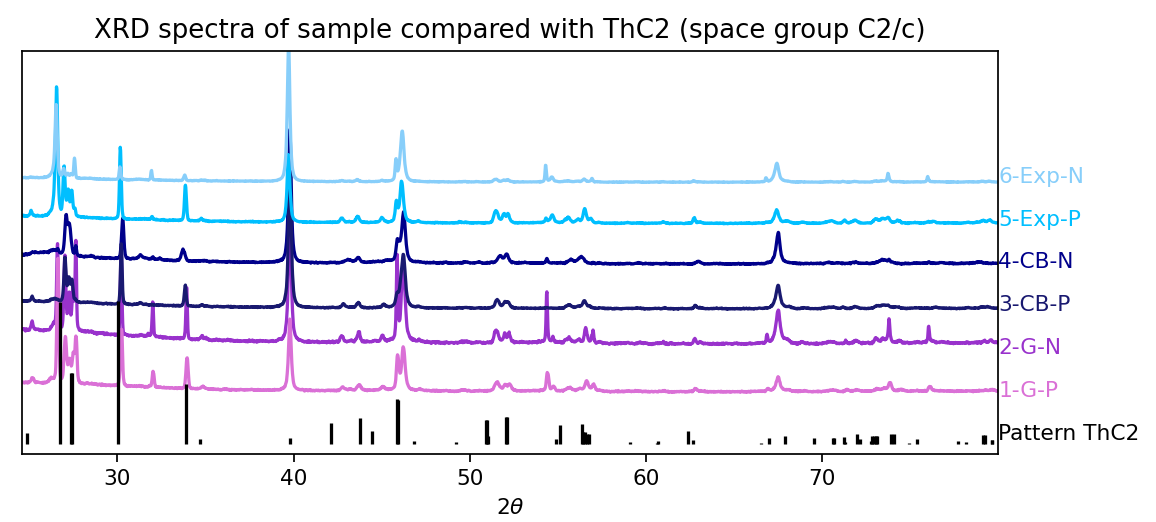 XRD spectra of sample compared with ThC2 (space group C2/c)
6-Exp-N
5-Exp-P
4-CB-N
3-CB-P
2-G-N
1-G-P
Pattern ThC2
30 40 50 60 70
2θ